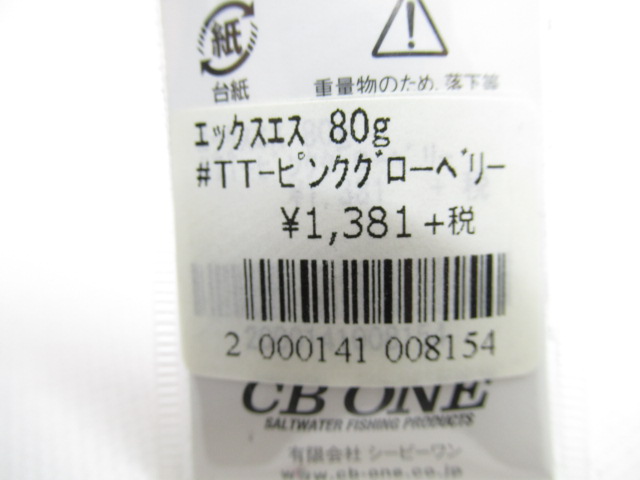 紙
台紙
重量物のため、落下等
エックスエス 80g
#TT-ピンクグローベリー
¥1,381+税
2 000141 008154
CB ONE
SALTWATER FISHING PRODUCTS
有限会社 シービーワン
www.cb-one.co.jp